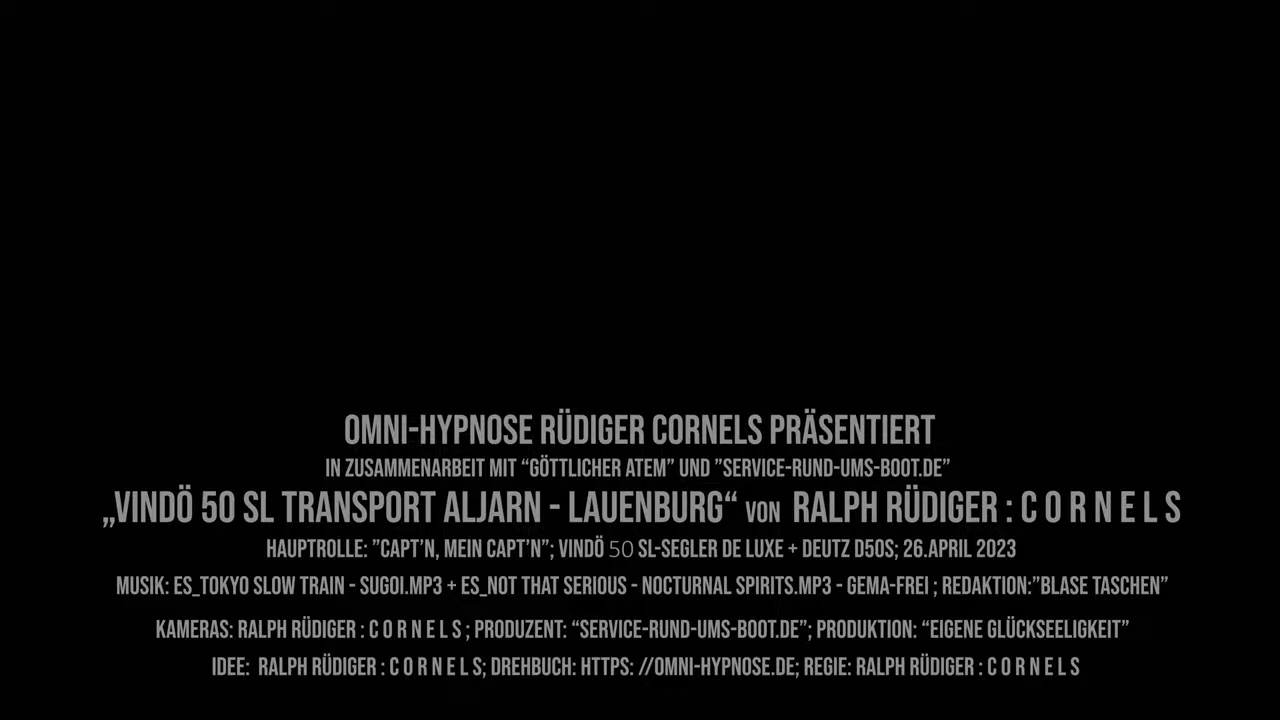 OMNI-HYPNOSE RÜDIGER CORNELS PRÄSENTIERT
IN ZUSAMMENARBEIT MIT “GÖTTLICHER ATEM” UND ”SERVICE-RUND-UMS-BOOT.DE”
„VINDÖ 50 SL TRANSPORT ALJARN - LAUENBURG“ VON RALPH RÜDIGER : C O R N E L S
HAUPTROLLE: ”CAPT’N, MEIN CAPT’N”; VINDÖ 50 SL-SEGLER DE LUXE + DEUTZ D50S; 26.APRIL 2023
MUSIK: ES_TOKYO SLOW TRAIN - SUGOI.MP3 + ES_NOT THAT SERIOUS - NOCTURNAL SPIRITS.MP3 - GEMA-FREI ; REDAKTION:”BLASE TASCHEN”
KAMERAS: RALPH RÜDIGER : C O R N E L S ; PRODUZENT: “SERVICE-RUND-UMS-BOOT.DE”; PRODUKTION: “EIGENE GLÜCKSEELIGKEIT”
IDEE: RALPH RÜDIGER : C O R N E L S; DREHBUCH: HTTPS: //OMNI-HYPNOSE.DE; REGIE: RALPH RÜDIGER : C O R N E L S